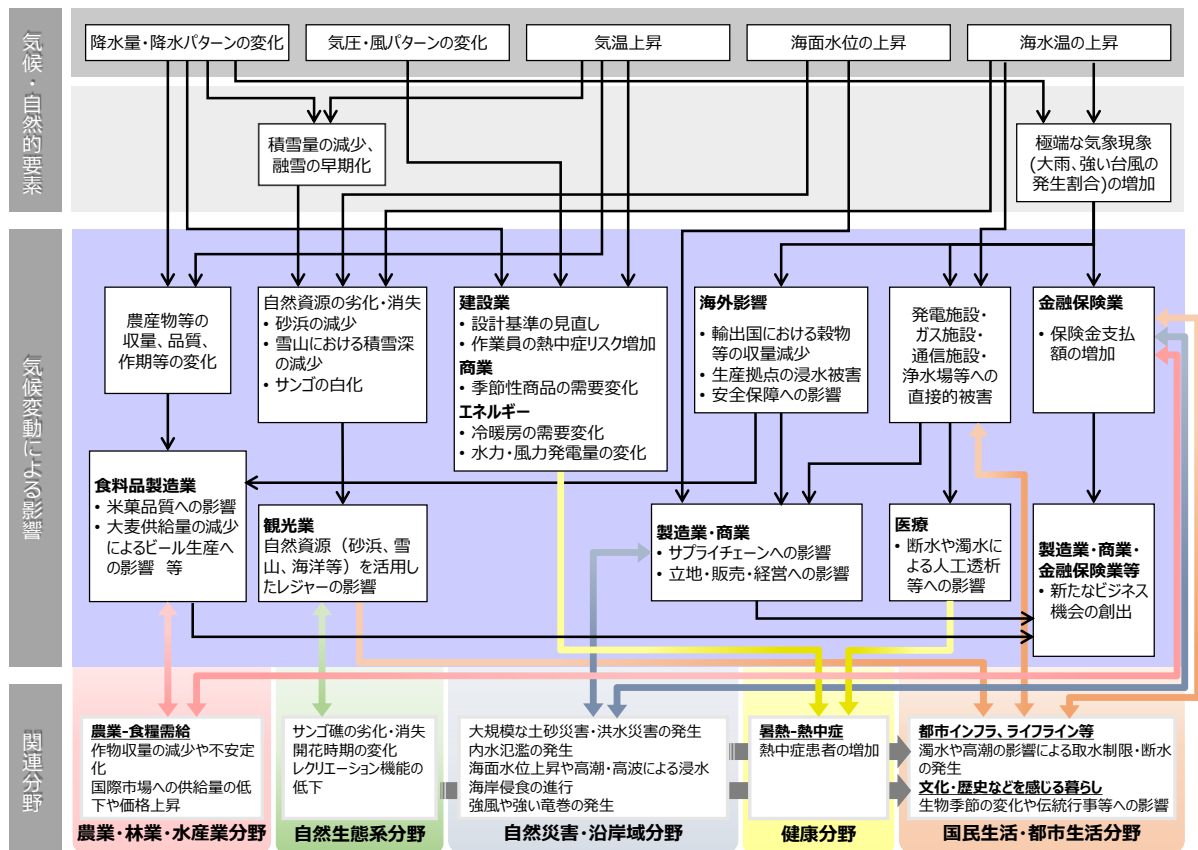 気候・自然的要素
降水量・降水パターンの変化
気圧・風パターンの変化
気温上昇
海面水位の上昇
海水温の上昇
積雪量の減少、
融雪の早期化
極端な気象現象
(大雨、強い台風の
発生割合)の増加
気候変動による影響
農産物等の
収量、品質、
作期等の変化
自然資源の劣化・消失
• 砂浜の減少
• 雪山における積雪深
の減少
• サンゴの白化
建設業
• 設計基準の見直し
• 作業員の熱中症リスク増加
商業
• 季節性商品の需要変化
エネルギー
• 冷暖房の需要変化
• 水力・風力発電量の変化
海外影響
• 輸出国における穀物
等の収量減少
• 生産拠点の浸水被害
• 安全保障への影響
発電施設・
ガス施設・
通信施設・
浄水場等への
直接的被害
金融保険業
• 保険金支払
額の増加
食料品製造業
• 米菓品質への影響
• 大麦供給量の減少
によるビール生産へ
の影響 等
観光業
自然資源（砂浜、雪
山、海洋等）を活用し
たレジャーの影響
製造業・商業
• サプライチェーンへの影響
• 立地・販売・経営への影響
医療
• 断水や濁水に
よる人工透析
等への影響
製造業・商業・
金融保険業等
• 新たなビジネス
機会の創出
関連分野
農業-食糧需給
作物収量の減少や不安定
化
国際市場への供給量の低
下や価格上昇
農業・林業・水産業分野
サンゴ礁の劣化・消失
開花時期の変化
レクリエーション機能の
低下
自然生態系分野
大規模な土砂災害・洪水災害の発生
内水氾濫の発生
海面水位上昇や高潮・高波による浸水
海岸侵食の進行
強風や強い竜巻の発生
自然災害・沿岸域分野
暑熱-熱中症
熱中症患者の増加
健康分野
都市インフラ、ライフライン等
濁水や高潮の影響による取水制限・断水
の発生
文化・歴史などを感じる暮らし
生物季節の変化や伝統行事等への影響
国民生活・都市生活分野